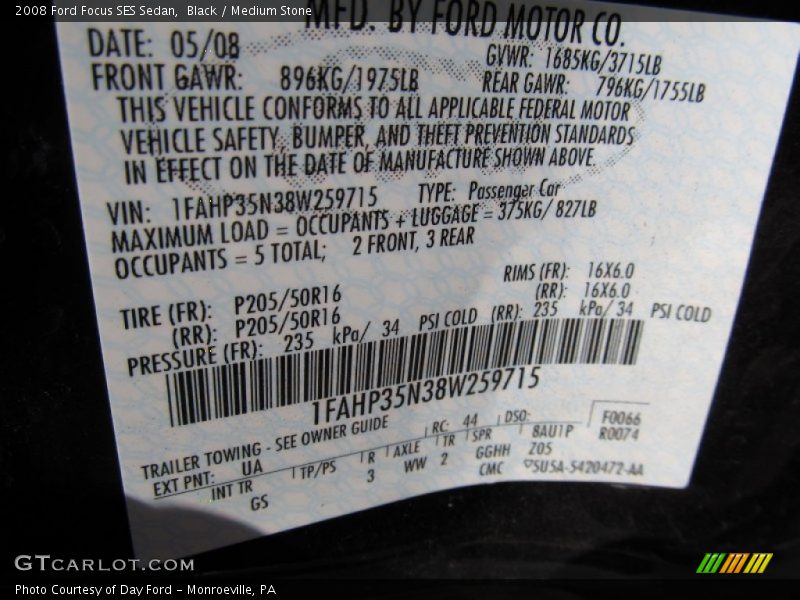 2008 Ford Focus SES Sedan, Black / Medium Stone
MFD. BY FORD MOTOR CO.
DATE: 05/08 GVWR: 1685KG/3715LB
FRONT GAWR: 896KG/1975LB REAR GAWR: 796KG/1755LB
THIS VEHICLE CONFORMS TO ALL APPLICABLE FEDERAL MOTOR
VEHICLE SAFETY, BUMPER, AND THEFT PREVENTION STANDARDS
IN EFFECT ON THE DATE OF MANUFACTURE SHOWN ABOVE.
VIN: 1FAHP35N38W259715 TYPE: Passenger Car
MAXIMUM LOAD = OCCUPANTS + LUGGAGE = 375KG/ 827LB
OCCUPANTS = 5 TOTAL; 2 FRONT, 3 REAR
TIRE (FR): P205/50R16 RIMS (FR): 16X6.0
(RR): P205/50R16 (RR): 16X6.0
PRESSURE (FR): 235 kPa/ 34 PSI COLD (RR): 235 kPa/ 34 PSI COLD
1FAHP35N38W259715
TRAILER TOWING - SEE OWNER GUIDE
EXT PNT: UA RC: 44 DSO: F0066
INT TR TP/PS R AXLE TR SPR 8AU1P R0074
GS 3 WW 2 GGHH Z05
CMC 5U5A-5420472-AA
GTCARLOT.COM
Photo Courtesy of Day Ford - Monroeville, PA